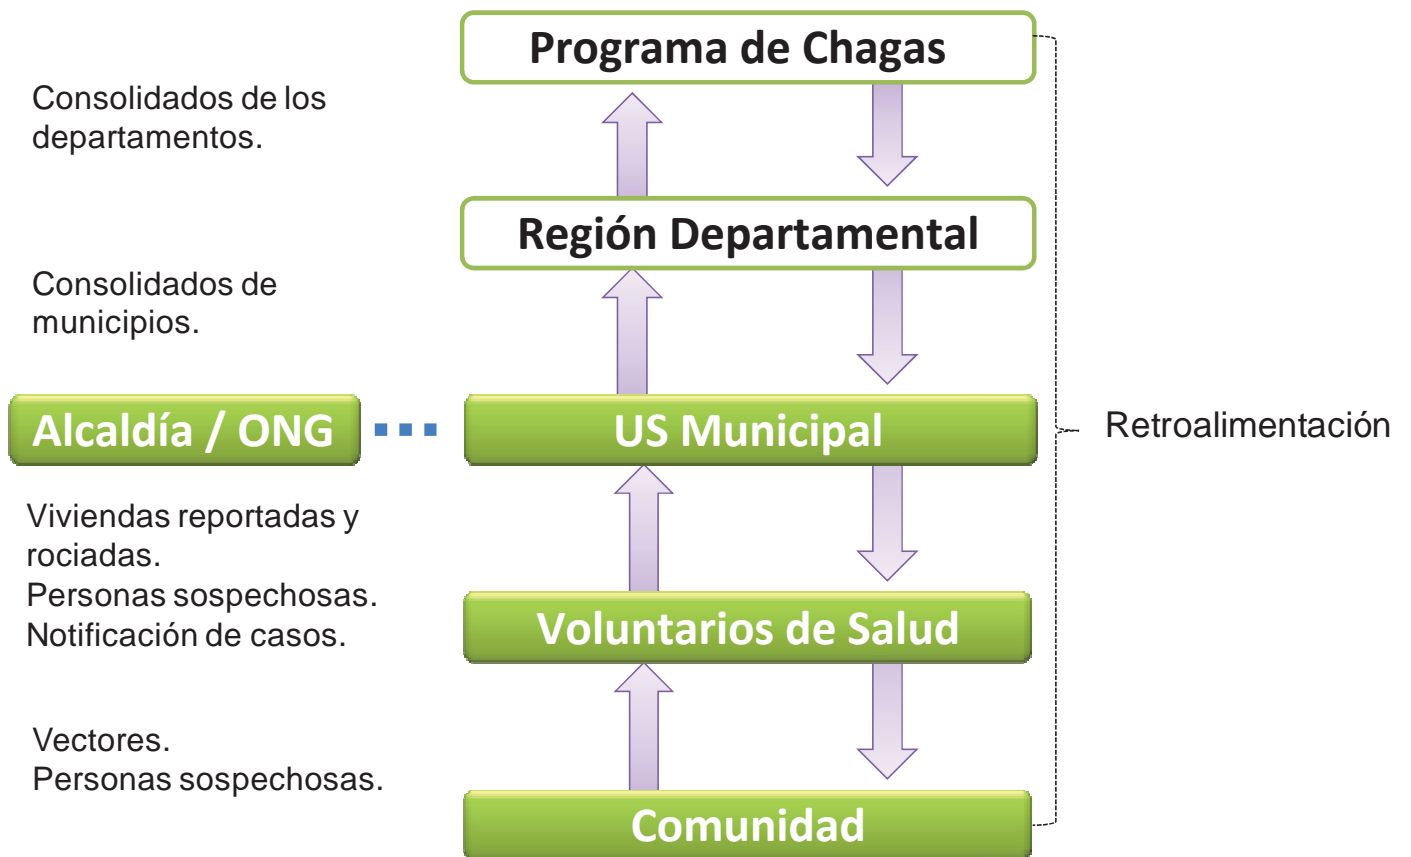 Programa de Chagas
Consolidados de los
departamentos.
Región Departamental
Consolidados de
municipios.
Alcaldía / ONG
US Municipal
Retroalimentación
Viviendas reportadas y
rociadas.
Personas sospechosas.
Notificación de casos.
Voluntarios de Salud
Vectores.
Personas sospechosas.
Comunidad